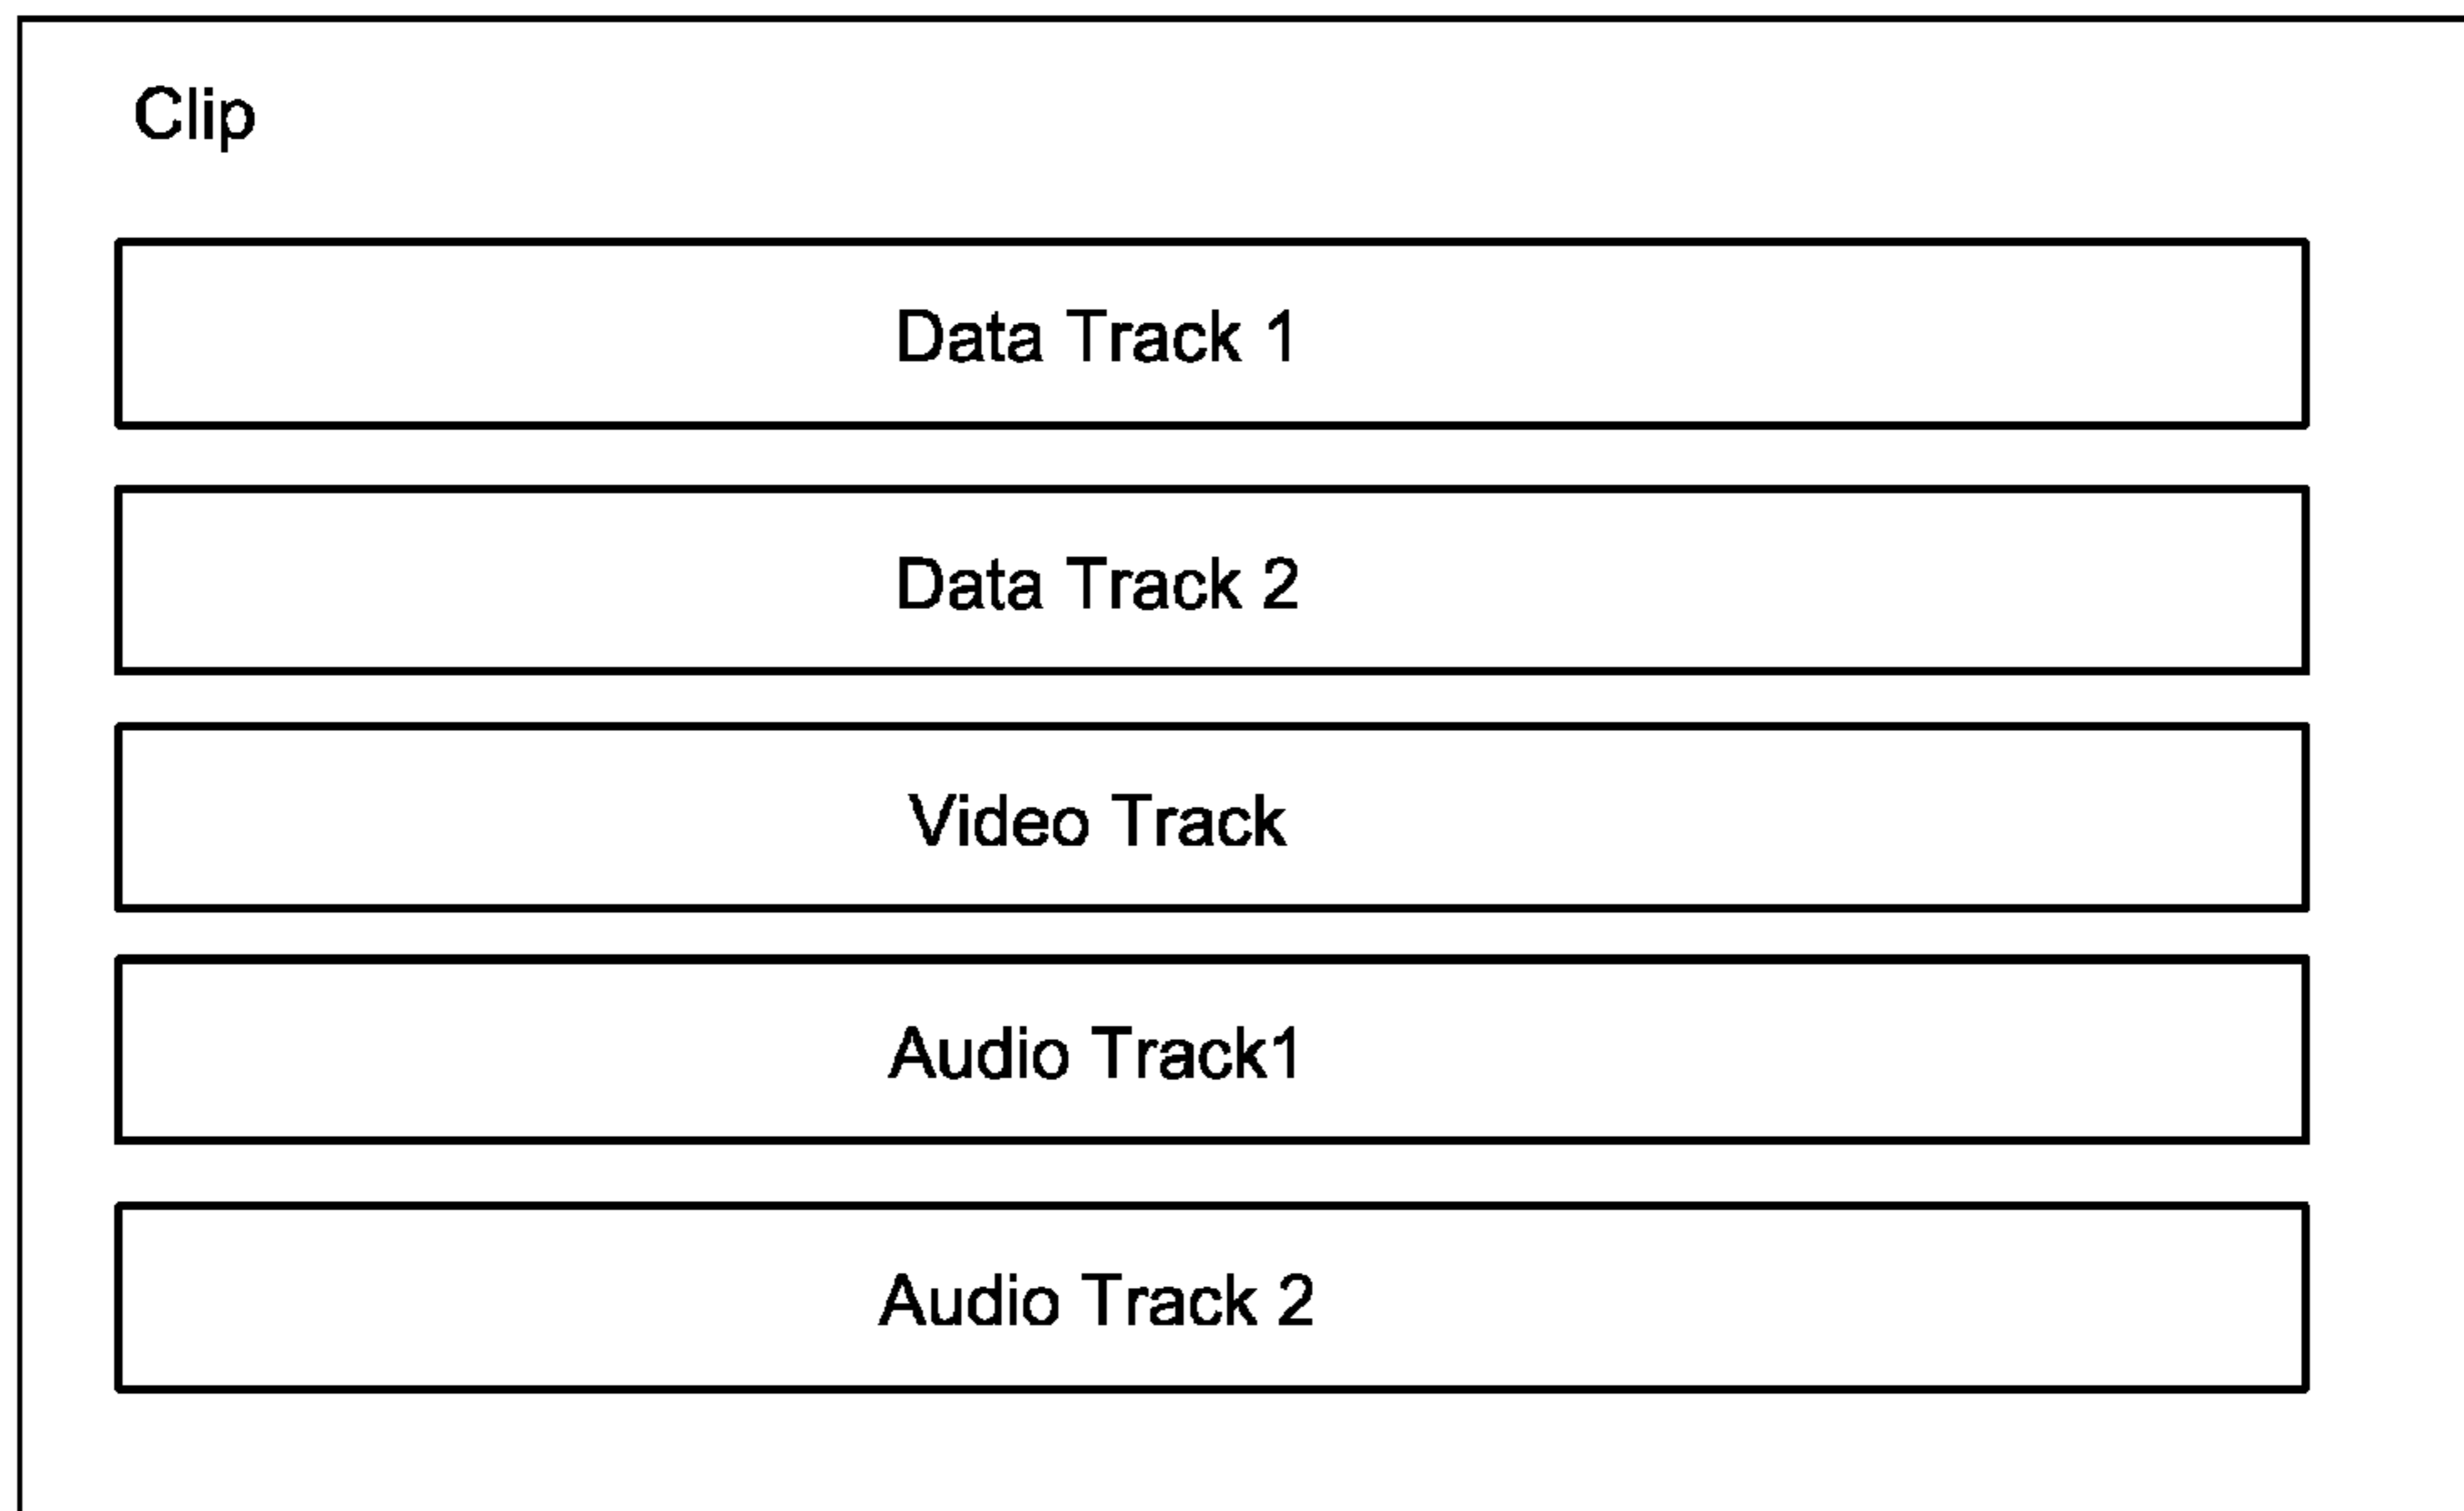 Clip
Data Track 1
Data Track 2
Video Track
Audio Track1
Audio Track 2